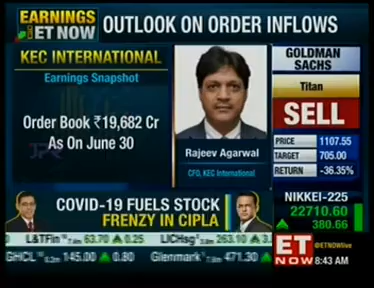 EARNINGS
ET NOW
OUTLOOK ON ORDER INFLOWS
KEC INTERNATIONAL
Earnings Snapshot
Order Book ₹19,682 Cr
As On June 30
Rajeev Agarwal
CFO, KEC International
GOLDMAN
SACHS
Titan
SELL
PRICE 1107.55
TARGET 705.00
RETURN -36.35%
COVID-19 FUELS STOCK
FRENZY IN CIPLA
NIKKEI-225
22710.60
380.66
L&TFin 63.70 0.25 LICHsg 263.10
GHCL 145.00 0.80 Glenmark 471.30
ET
NOW
@ETNOWlive
8:43 AM